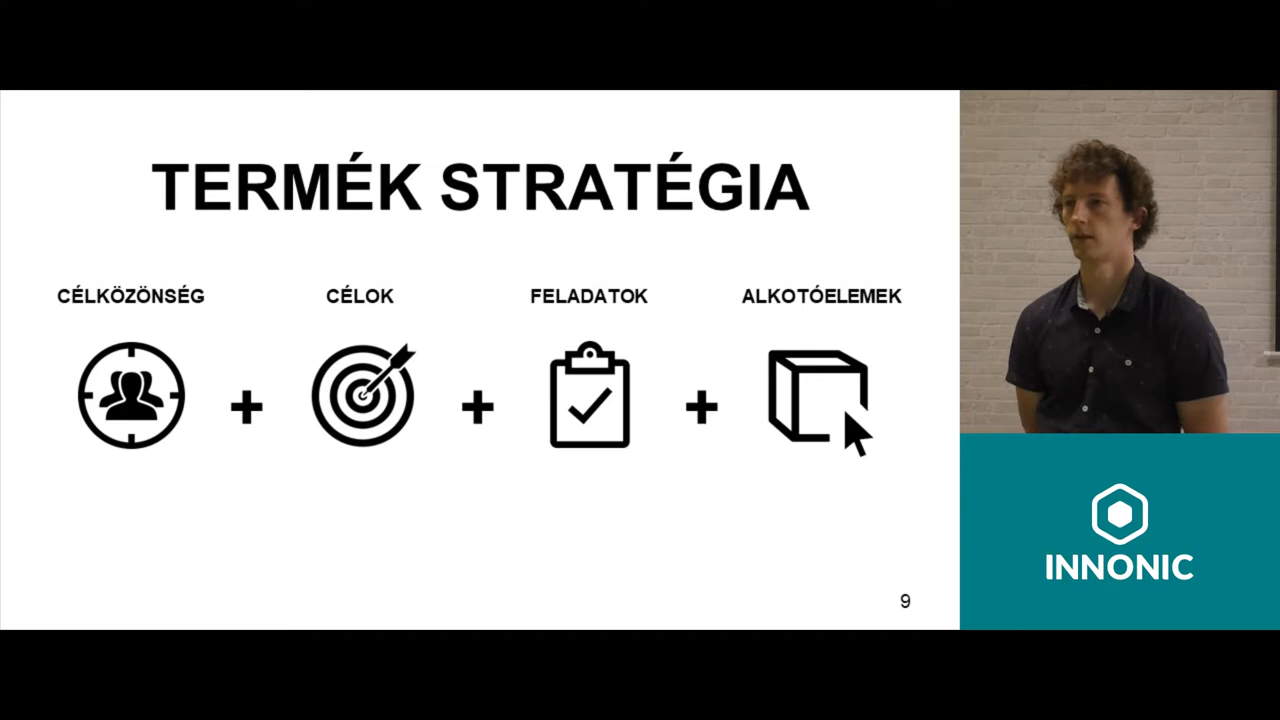 TERMÉK STRATÉGIA
CÉLKÖZÖNSÉG
CÉLOK
FELADATOK
ALKOTÓELEMEK
+ + +
9
INNONIC